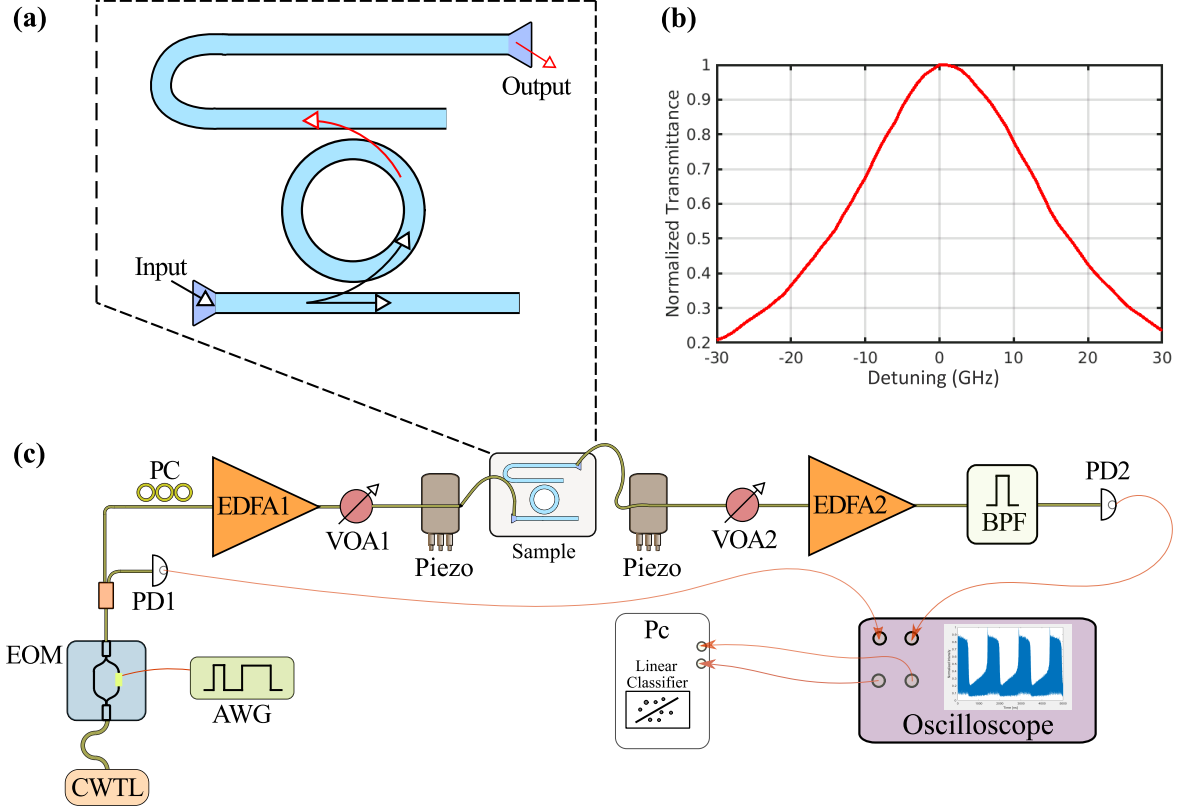 (a)
Output
Input
(b)
Normalized Transmittance
1
0.9
0.8
0.7
0.6
0.5
0.4
0.3
0.2
-30
-20
-10
0
10
20
30
Detuning (GHz)
(c)
PC
EDFA1
VOA1
Piezo
Sample
Piezo
VOA2
EDFA2
BPF
PD2
PD1
EOM
AWG
CWTL
Pc
Linear
Classifier
Oscilloscope